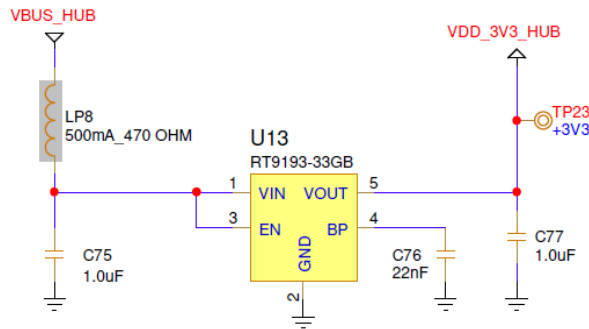 VBUS_HUB
VDD_3V3_HUB
LP8
500mA_470 OHM
TP23
+3V3
U13
RT9193-33GB
1
VIN
VOUT
5
3
EN
BP
4
GND
2
C75
1.0uF
C76
22nF
C77
1.0uF